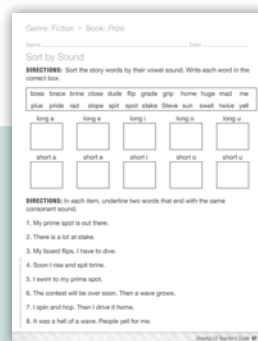 Genre: Fiction • Book: Prize
Name Date
Sort by Sound
DIRECTIONS: Sort the story words by their vowel sound. Write each word in the
correct box.
boss brace brine close dude flip grade grip home huge mad me
plus pride rad slope spit spot stake Steve sun swell twice yell
long a long e long i long o long u
short a short e short i short o short u
DIRECTIONS: In each item, underline two words that end with the same
consonant sound.
1. My prime spot is out there.
2. There is a lot at stake.
3. My board flips. I have to dive.
4. Soon I rise and spit brine.
5. I swim to my prime spot.
6. The contest will be over soon. Then a wave grows.
7. I spin and hop. Then I drive it home.
8. It was a hell of a wave. People yell for me.
Teacher's Guide